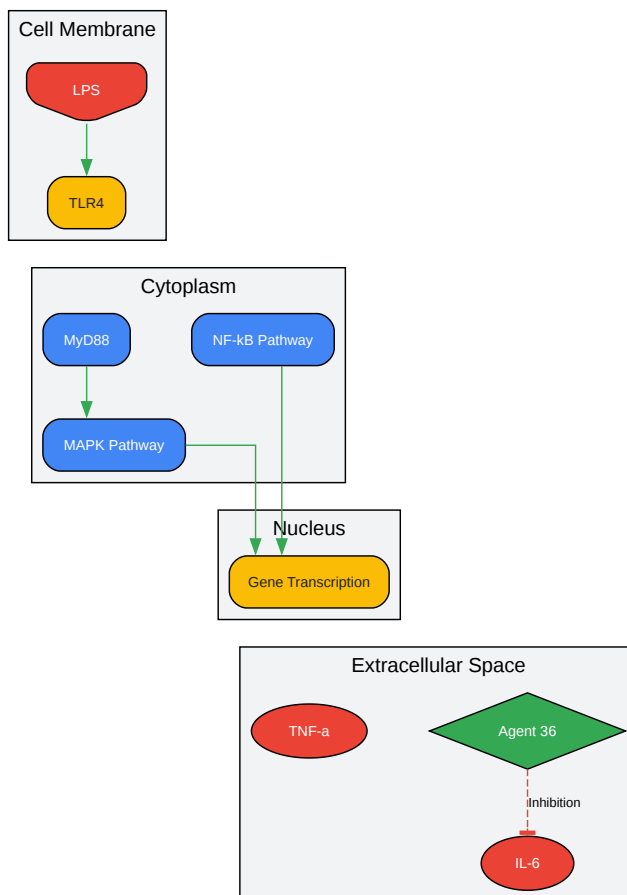 Cell Membrane
LPS
TLR4
Cytoplasm
MyD88
NF-kB Pathway
MAPK Pathway
Nucleus
Gene Transcription
Extracellular Space
TNF-a
Agent 36
Inhibition
IL-6